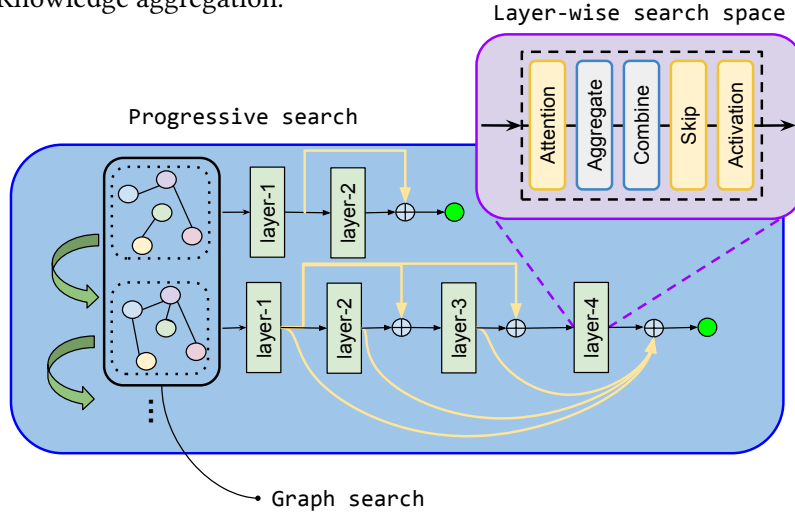 Knowledge aggregation.
Layer-wise search space
Attention
Aggregate
Combine
Skip
Activation
Progressive search
layer-1
layer-2
layer-1
layer-2
layer-3
layer-4
...
Graph search